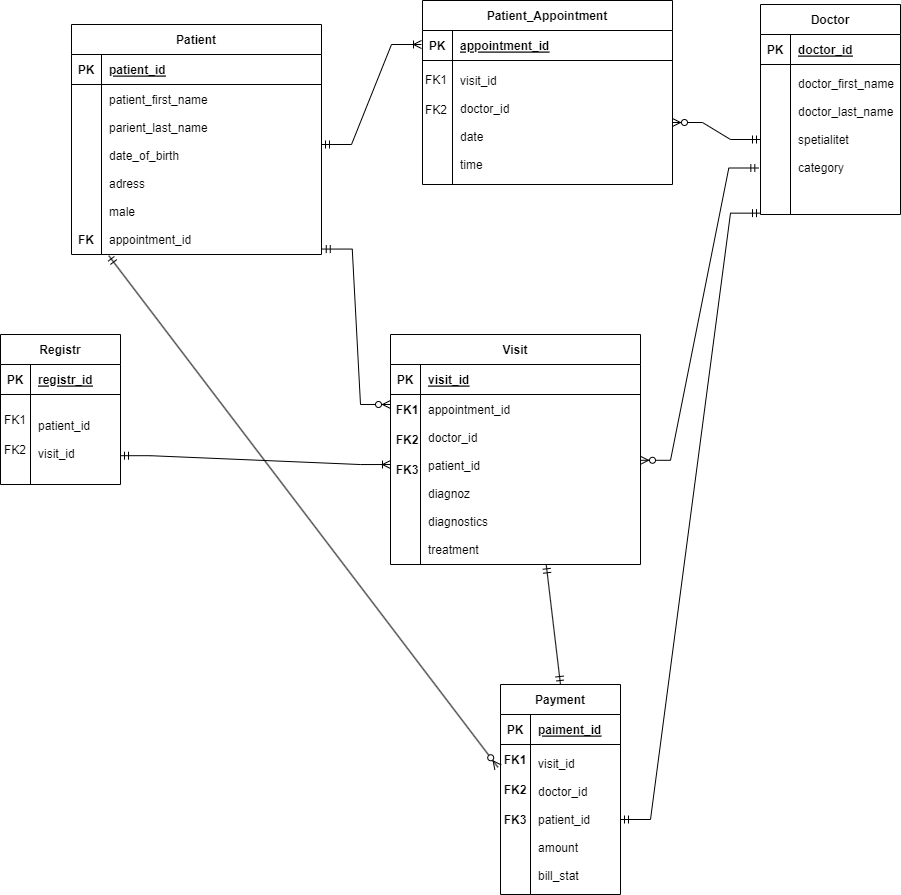 Patient
PK patient_id
patient_first_name
parient_last_name
date_of_birth
adress
male
FK appointment_id
Patient_Appointment
PK appointment_id
FK1 visit_id
FK2 doctor_id
date
time
Doctor
PK doctor_id
doctor_first_name
doctor_last_name
spetialitet
category
Registr
PK registr_id
FK1 patient_id
FK2 visit_id
Visit
PK visit_id
FK1 appointment_id
FK2 doctor_id
FK3 patient_id
diagnoz
diagnostics
treatment
Payment
PK paiment_id
FK1 visit_id
FK2 doctor_id
FK3 patient_id
amount
bill_stat